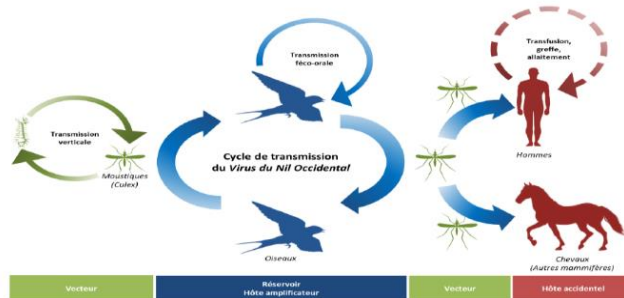 Transmission
féco-orale
Transfusion,
greffe,
allaitement
Transmission
verticale
Moustiques
(Culex)
Cycle de transmission
du Virus du Nil Occidental
Hommes
Oiseaux
Chevaux
(Autres mammifères)
Vecteur
Réservoir
Hôte amplificateur
Vecteur
Hôte accidentel